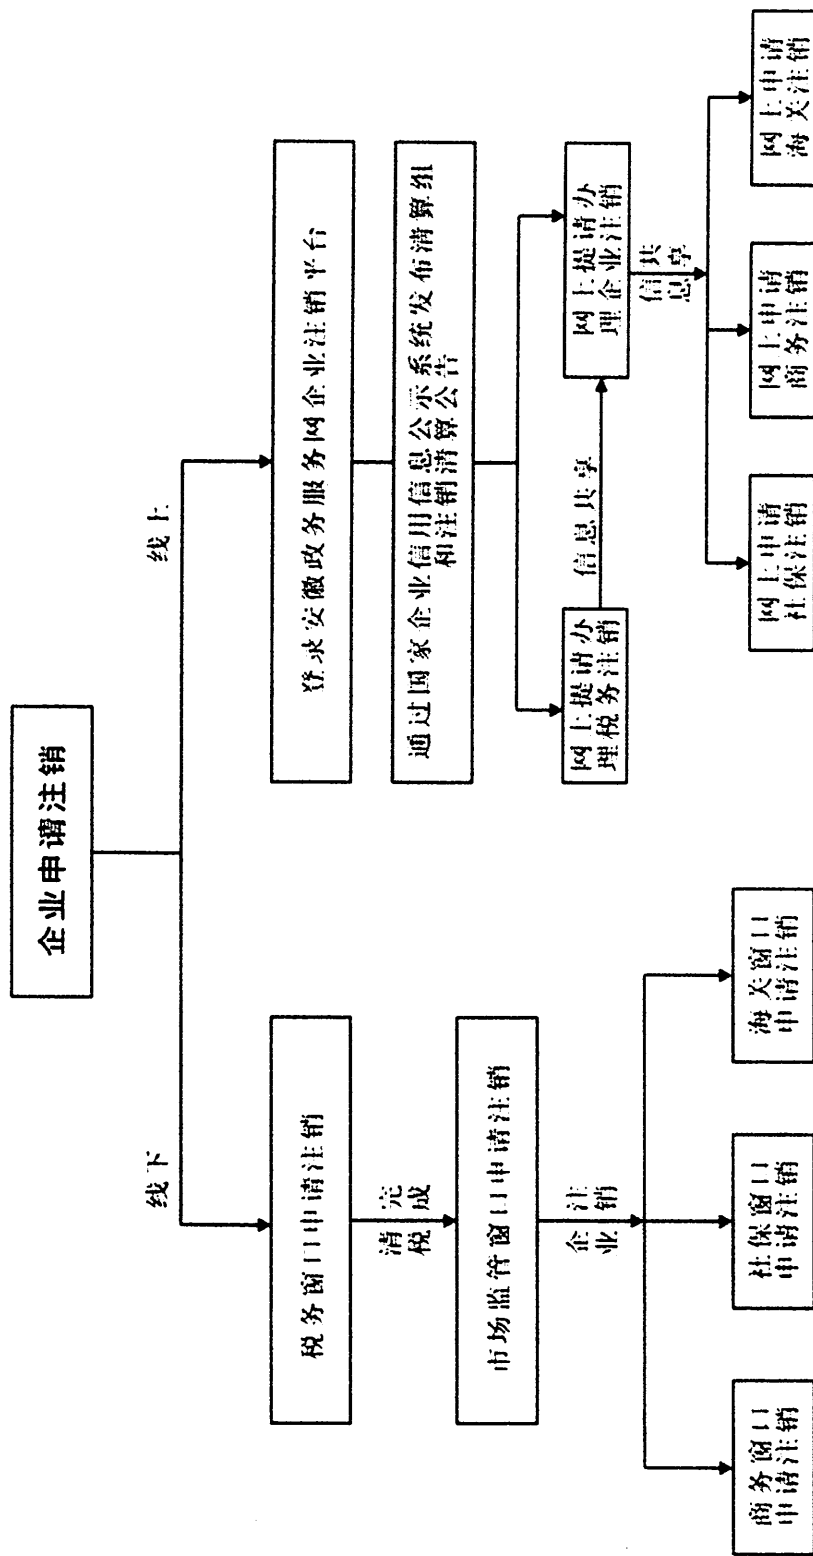 企业申请注销
线下
线上
税务窗口申请注销
登录安徽政务服务网企业注销平台
清税
完成
通过国家企业信用信息公示系统发布清算组
和注销清算公告
市场监管窗口申请注销
网上提请办
理税务注销
信息共享
网上提请办
理企业注销
企业
注销
信息
共享
商务窗口
申请注销
社保窗口
申请注销
海关窗口
申请注销
网上申请
社保注销
网上申请
商务注销
网上申请
海关注销